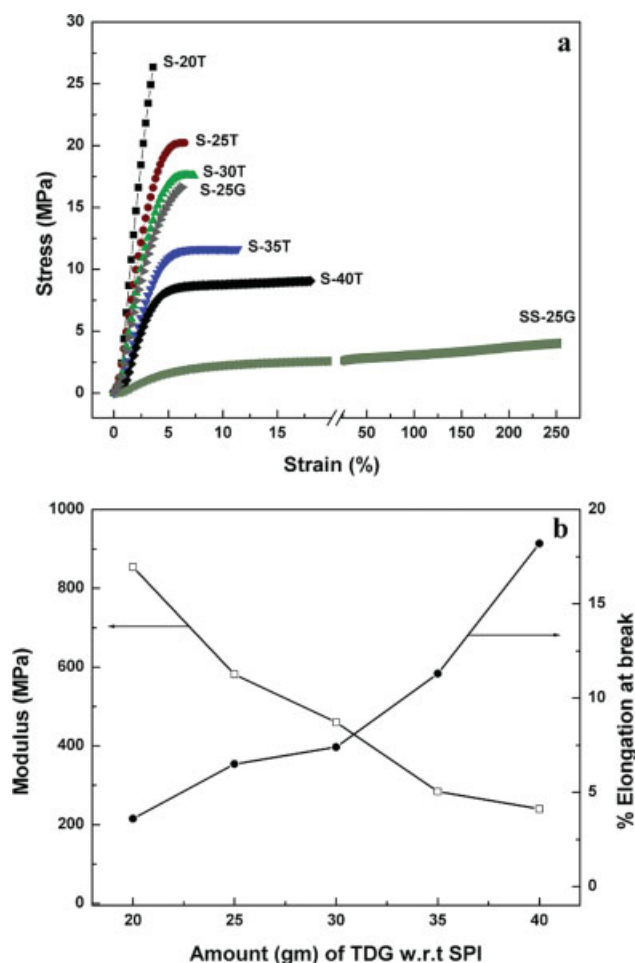 a
30
25
20
15
10
5
0
Stress (MPa)
S-20T
S-25T
S-30T
S-25G
S-35T
S-40T
SS-25G
0 5 10 15 50 100 150 200 250
Strain (%)
b
1000
800
600
400
200
0
Modulus (MPa)
20
15
10
5
0
% Elongation at break
20 25 30 35 40
Amount (gm) of TDG w.r.t SPI